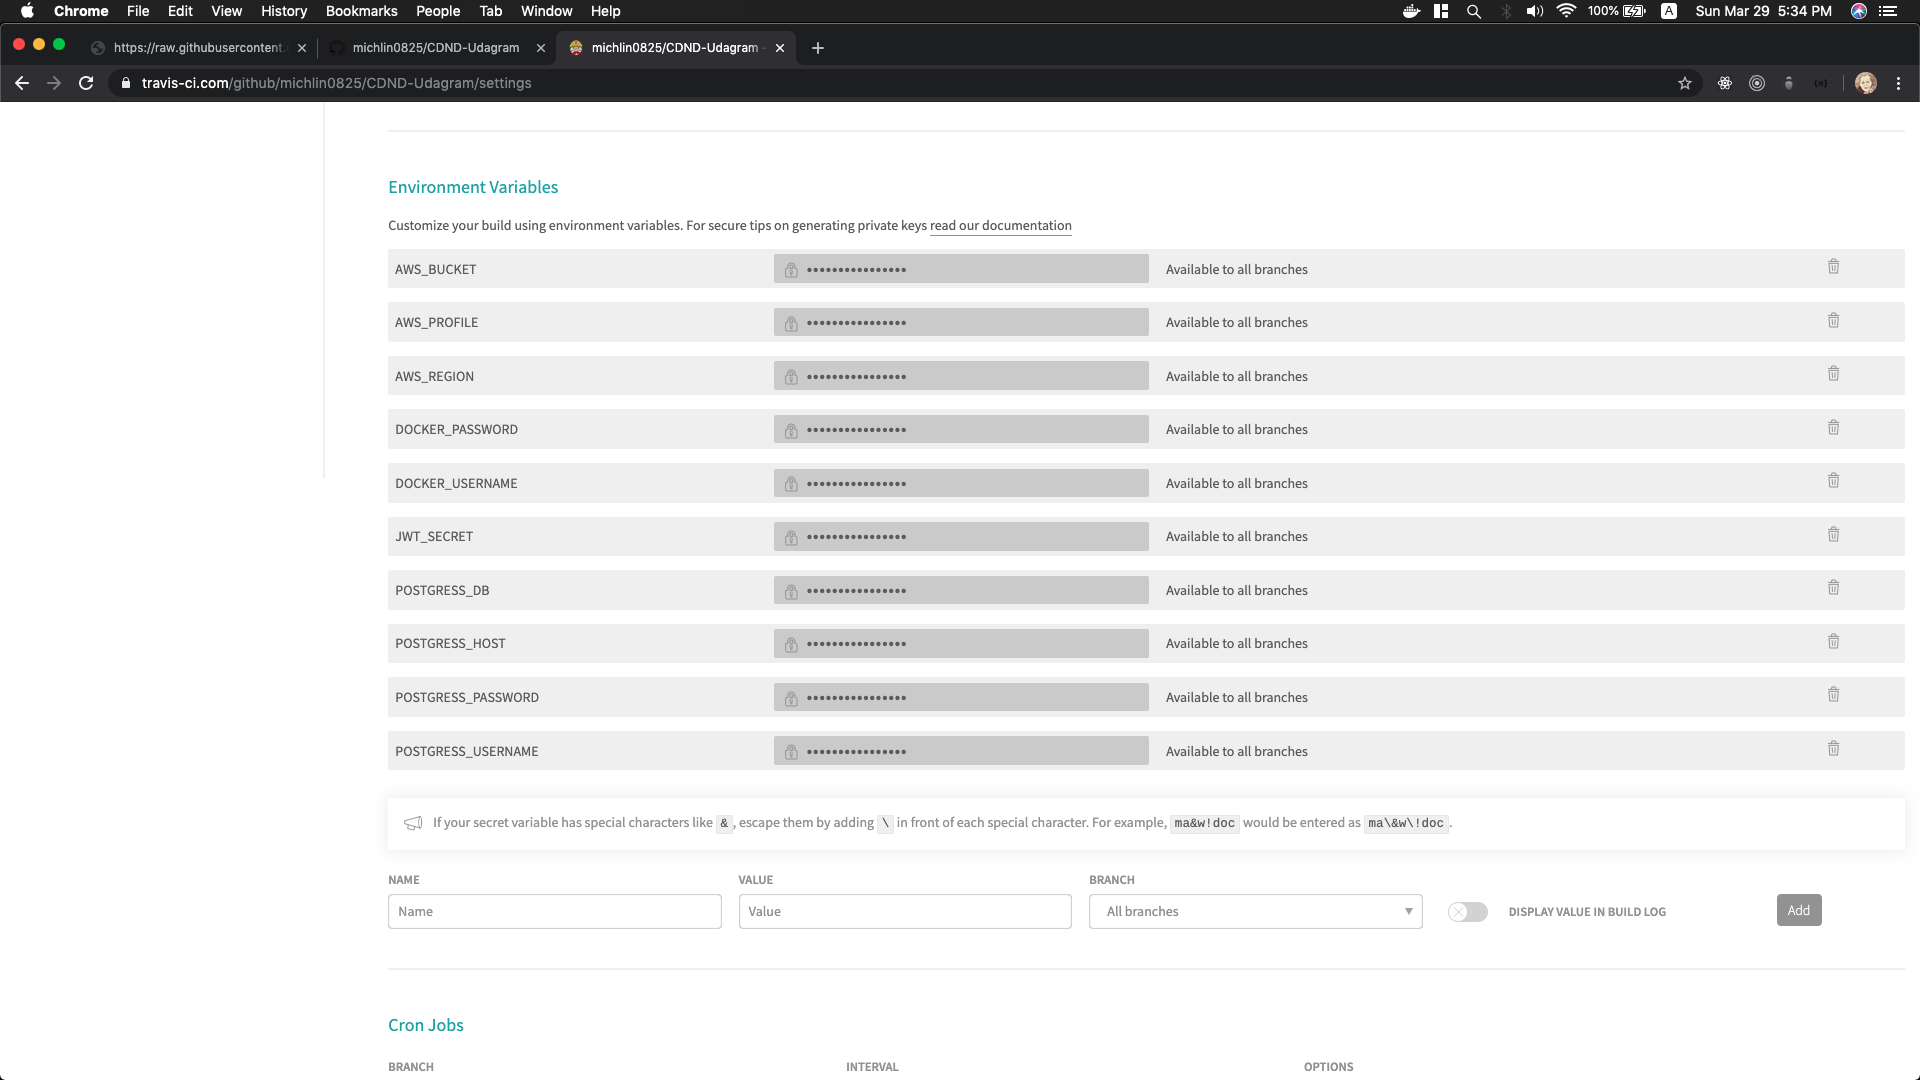 Chrome File Edit View History Bookmarks People Tab Window Help 100% A Sun Mar 29 5:34 PM
https://raw.githubusercontent. michlin0825/CDND-Udagram michlin0825/CDND-Udagram -
travis-ci.com/github/michlin0825/CDND-Udagram/settings
Environment Variables
Customize your build using environment variables. For secure tips on generating private keys read our documentation
AWS_BUCKET •••••••••••••••• Available to all branches
AWS_PROFILE •••••••••••••••• Available to all branches
AWS_REGION •••••••••••••••• Available to all branches
DOCKER_PASSWORD •••••••••••••••• Available to all branches
DOCKER_USERNAME •••••••••••••••• Available to all branches
JWT_SECRET •••••••••••••••• Available to all branches
POSTGRESS_DB •••••••••••••••• Available to all branches
POSTGRESS_HOST •••••••••••••••• Available to all branches
POSTGRESS_PASSWORD •••••••••••••••• Available to all branches
POSTGRESS_USERNAME •••••••••••••••• Available to all branches
If your secret variable has special characters like & , escape them by adding \ in front of each special character. For example, ma&w!doc would be entered as ma\&w\!doc .
NAME VALUE BRANCH
Name Value All branches DISPLAY VALUE IN BUILD LOG Add
Cron Jobs
BRANCH INTERVAL OPTIONS